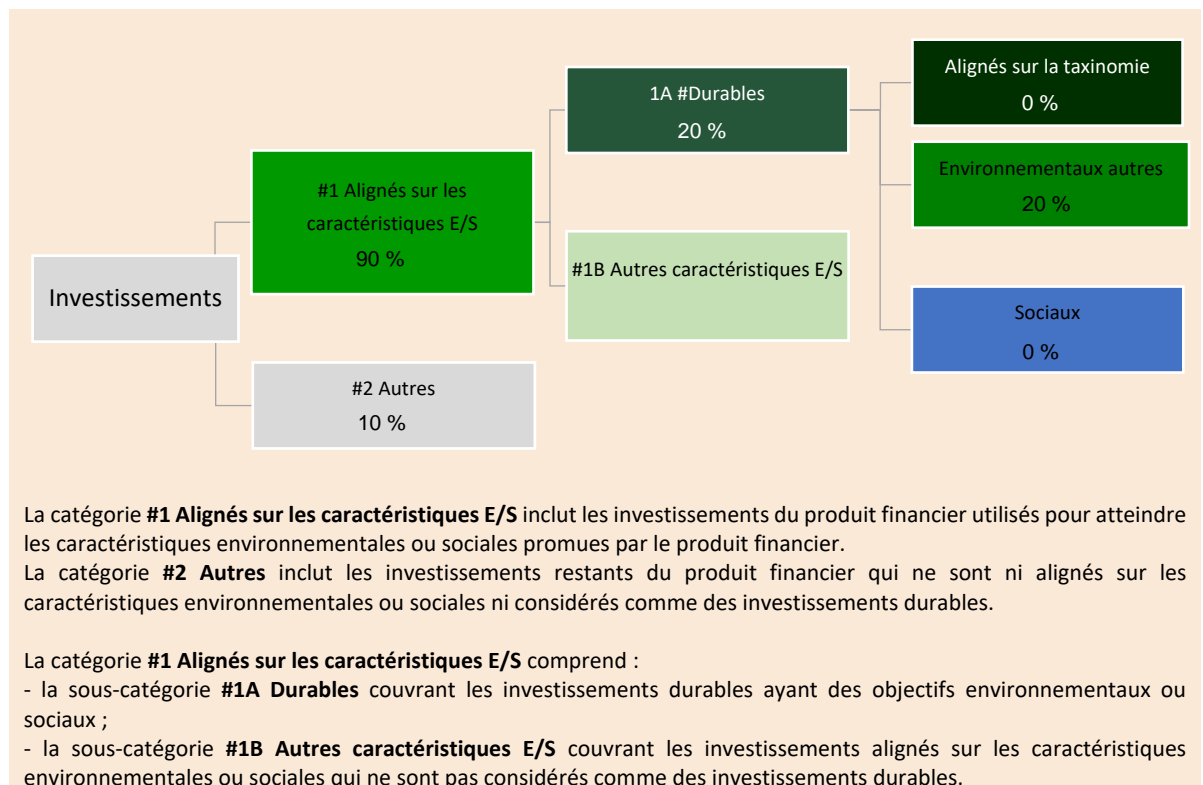 Alignés sur la taxinomie
0 %
1A #Durables
20 %
Environnementaux autres
20 %
#1 Alignés sur les
caractéristiques E/S
90 %
#1B Autres caractéristiques E/S
Investissements
Sociaux
0 %
#2 Autres
10 %
La catégorie #1 Alignés sur les caractéristiques E/S inclut les investissements du produit financier utilisés pour atteindre
les caractéristiques environnementales ou sociales promues par le produit financier.
La catégorie #2 Autres inclut les investissements restants du produit financier qui ne sont ni alignés sur les
caractéristiques environnementales ou sociales ni considérés comme des investissements durables.
La catégorie #1 Alignés sur les caractéristiques E/S comprend :
- la sous-catégorie #1A Durables couvrant les investissements durables ayant des objectifs environnementaux ou
sociaux ;
- la sous-catégorie #1B Autres caractéristiques E/S couvrant les investissements alignés sur les caractéristiques
environnementales ou sociales qui ne sont pas considérés comme des investissements durables.